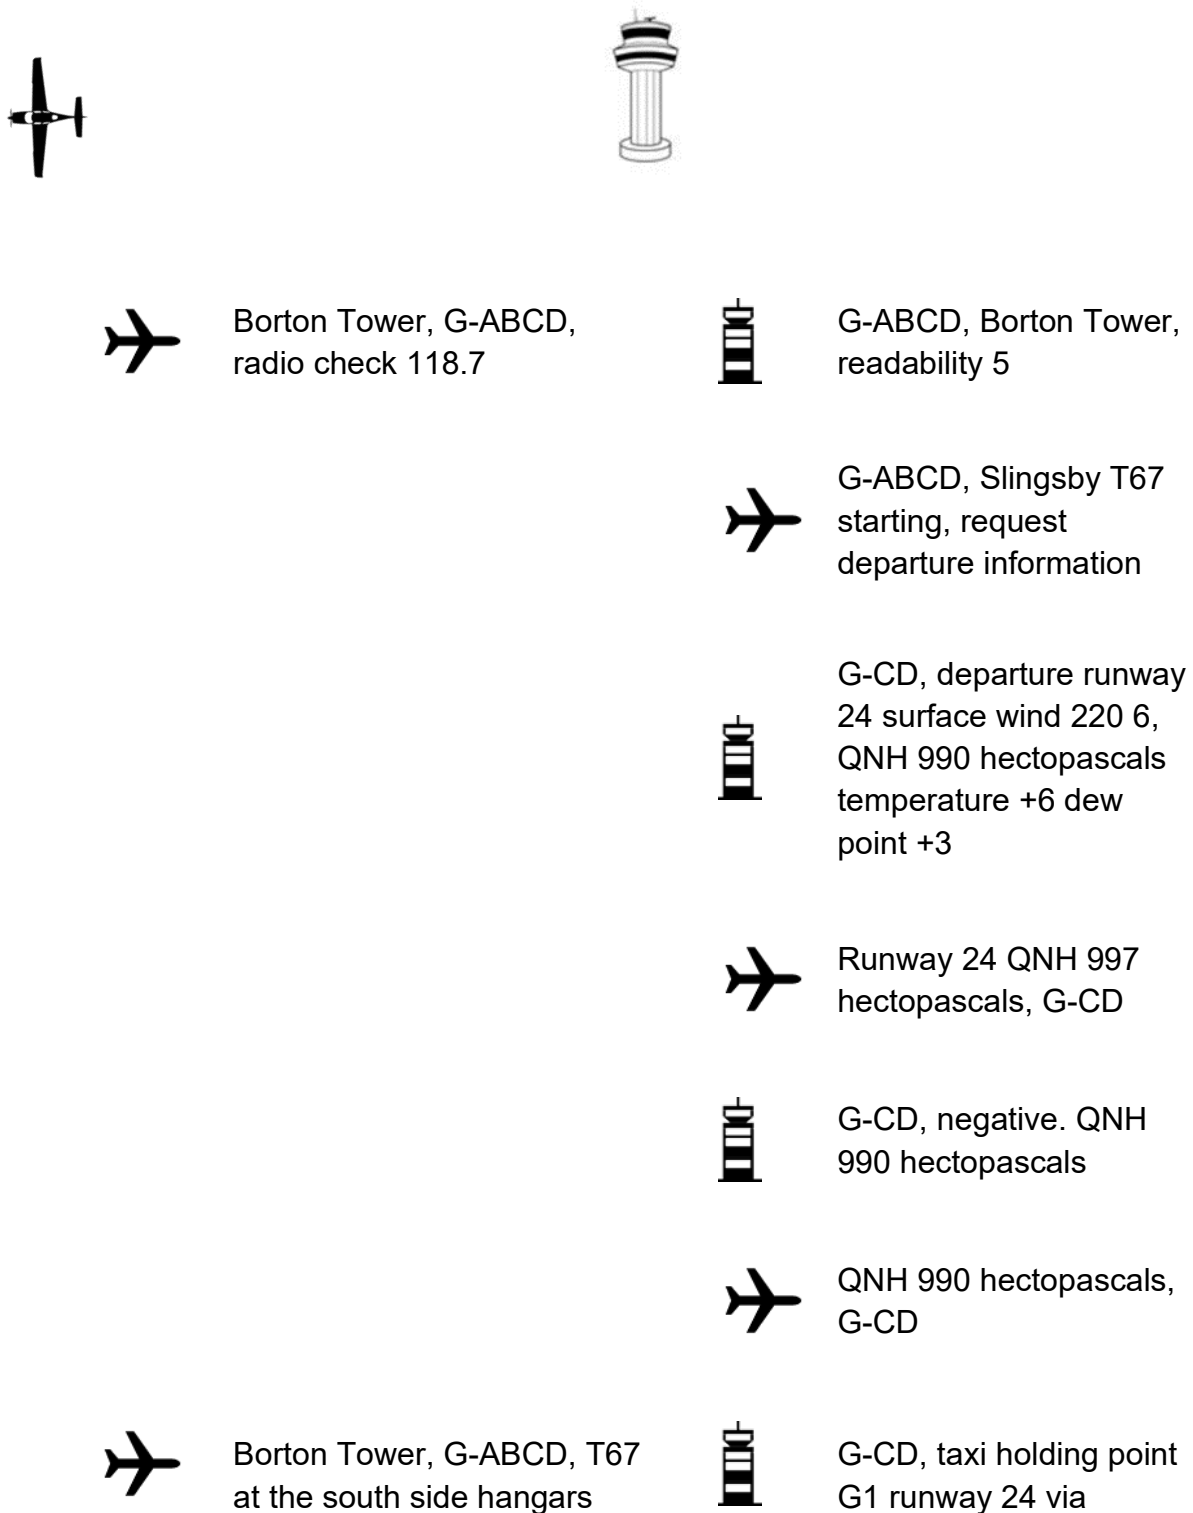 Borton Tower, G-ABCD,
radio check 118.7
G-ABCD, Borton Tower,
readability 5
G-ABCD, Slingsby T67
starting, request
departure information
G-CD, departure runway
24 surface wind 220 6,
QNH 990 hectopascals
temperature +6 dew
point +3
Runway 24 QNH 997
hectopascals, G-CD
G-CD, negative. QNH
990 hectopascals
QNH 990 hectopascals,
G-CD
Borton Tower, G-ABCD, T67
at the south side hangars
G-CD, taxi holding point
G1 runway 24 via